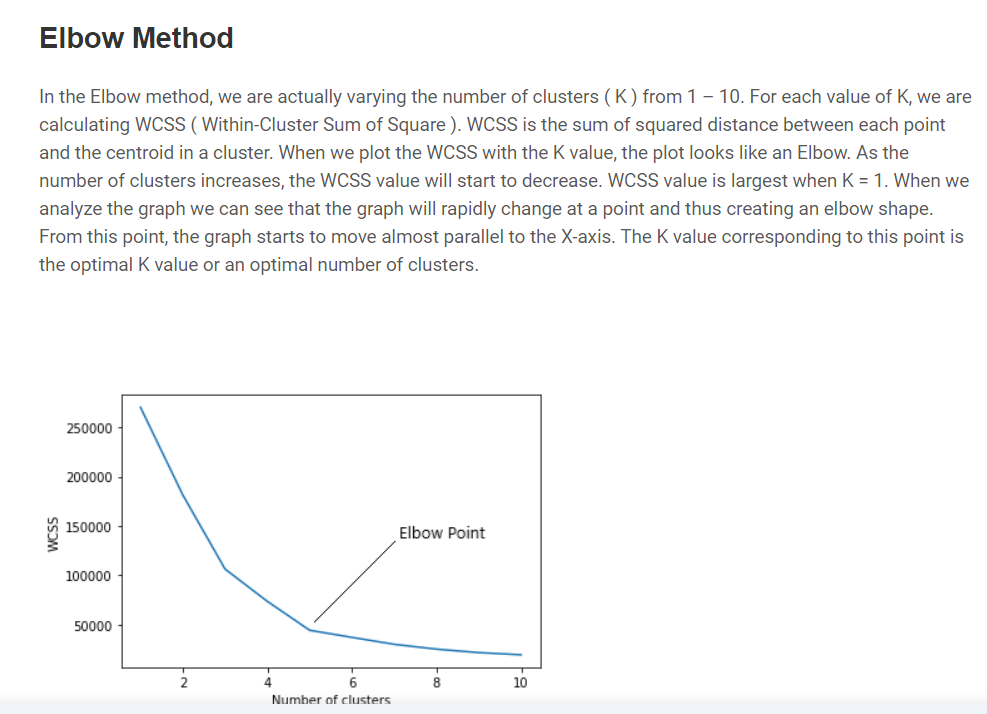 Elbow Method
In the Elbow method, we are actually varying the number of clusters ( K ) from 1 – 10. For each value of K, we are
calculating WCSS ( Within-Cluster Sum of Square ). WCSS is the sum of squared distance between each point
and the centroid in a cluster. When we plot the WCSS with the K value, the plot looks like an Elbow. As the
number of clusters increases, the WCSS value will start to decrease. WCSS value is largest when K = 1. When we
analyze the graph we can see that the graph will rapidly change at a point and thus creating an elbow shape.
From this point, the graph starts to move almost parallel to the X-axis. The K value corresponding to this point is
the optimal K value or an optimal number of clusters.
250000
200000
150000
100000
50000
WCSS
Elbow Point
2 4 6 8 10
Number of clusters